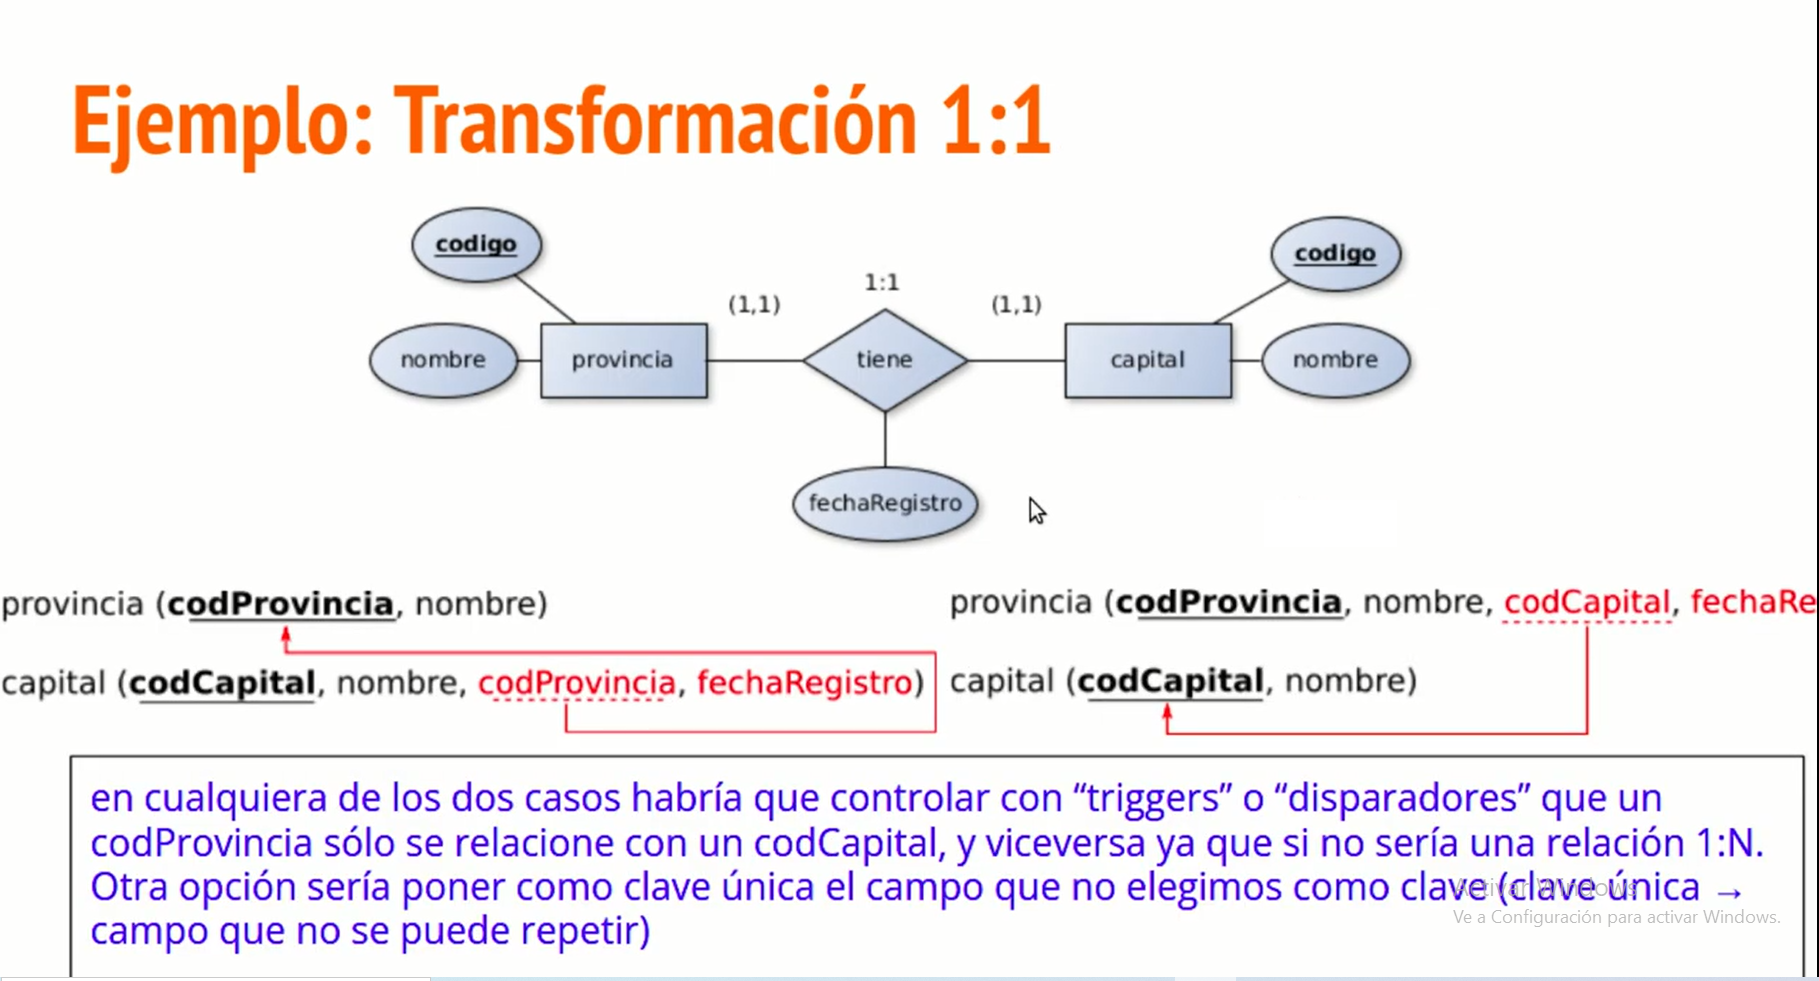 Ejemplo: Transformación 1:1
codigo
codigo
1:1
(1,1)
(1,1)
nombre
provincia
tiene
capital
nombre
fechaRegistro
provincia (codProvincia, nombre)
capital (codCapital, nombre, codProvincia, fechaRegistro)
provincia (codProvincia, nombre, codCapital, fechaRe
capital (codCapital, nombre)
en cualquiera de los dos casos habría que controlar con “triggers” o “disparadores” que un
codProvincia sólo se relacione con un codCapital, y viceversa ya que si no sería una relación 1:N.
Otra opción sería poner como clave única el campo que no elegimos como clave (clave única →
campo que no se puede repetir)
Activar Windows
Ve a Configuración para activar Windows.